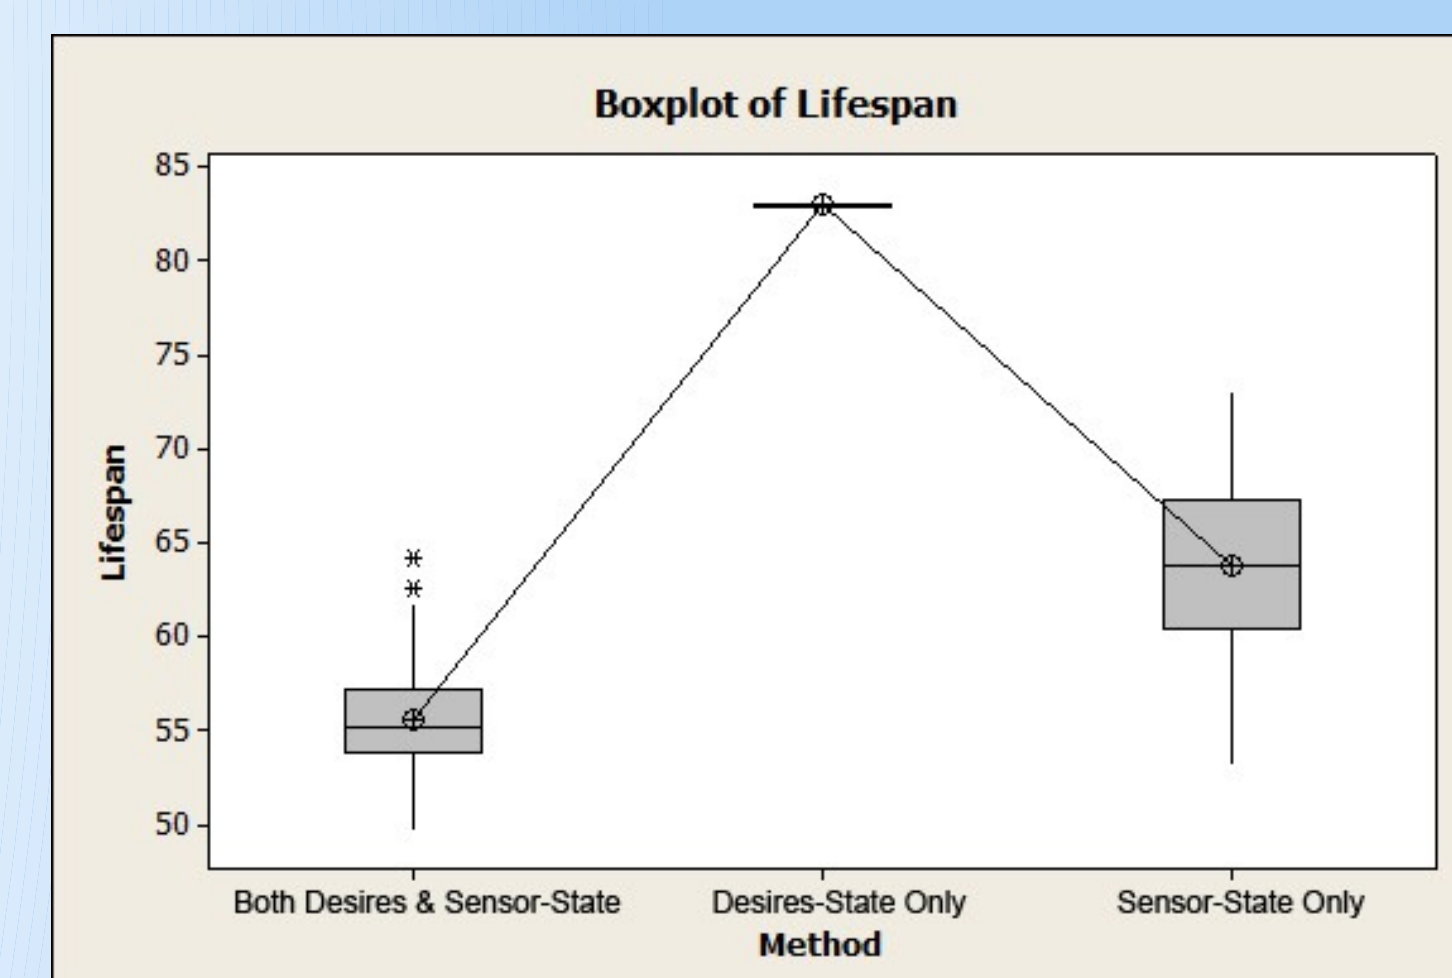 Boxplot of Lifespan
85
80
75
70
65
60
55
50
Lifespan
Both Desires & Sensor-State Desires-State Only Sensor-State Only
Method